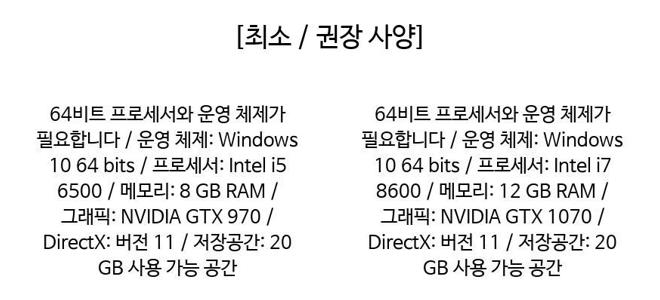 [최소 / 권장 사양]
64비트 프로세서와 운영 체제가
필요합니다 / 운영 체제: Windows
10 64 bits / 프로세서: Intel i5
6500 / 메모리: 8 GB RAM /
그래픽: NVIDIA GTX 970 /
DirectX: 버전 11 / 저장공간: 20
GB 사용 가능 공간
64비트 프로세서와 운영 체제가
필요합니다 / 운영 체제: Windows
10 64 bits / 프로세서: Intel i7
8600 / 메모리: 12 GB RAM /
그래픽: NVIDIA GTX 1070 /
DirectX: 버전 11 / 저장공간: 20
GB 사용 가능 공간